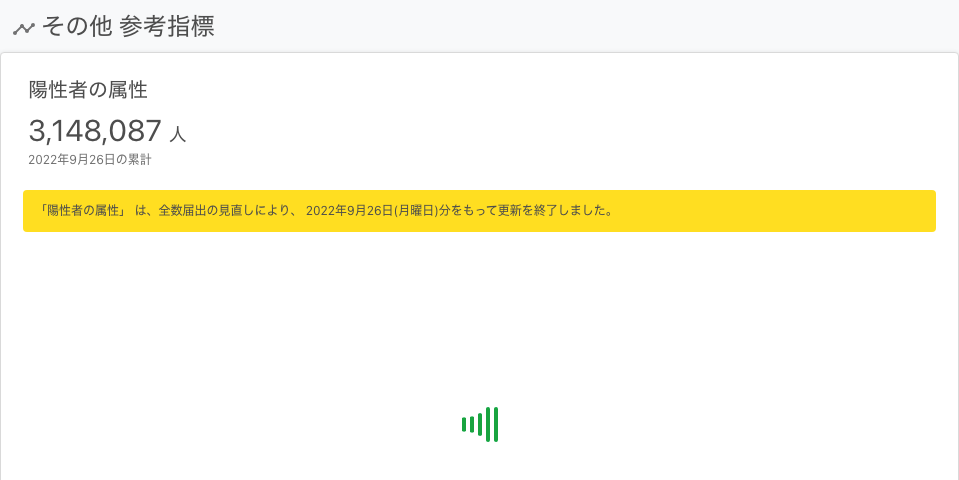 その他 参考指標
陽性者の属性
3,148,087 人
2022年9月26日の累計
「陽性者の属性」 は、全数届出の見直しにより、 2022年9月26日(月曜日)分をもって更新を終了しました。